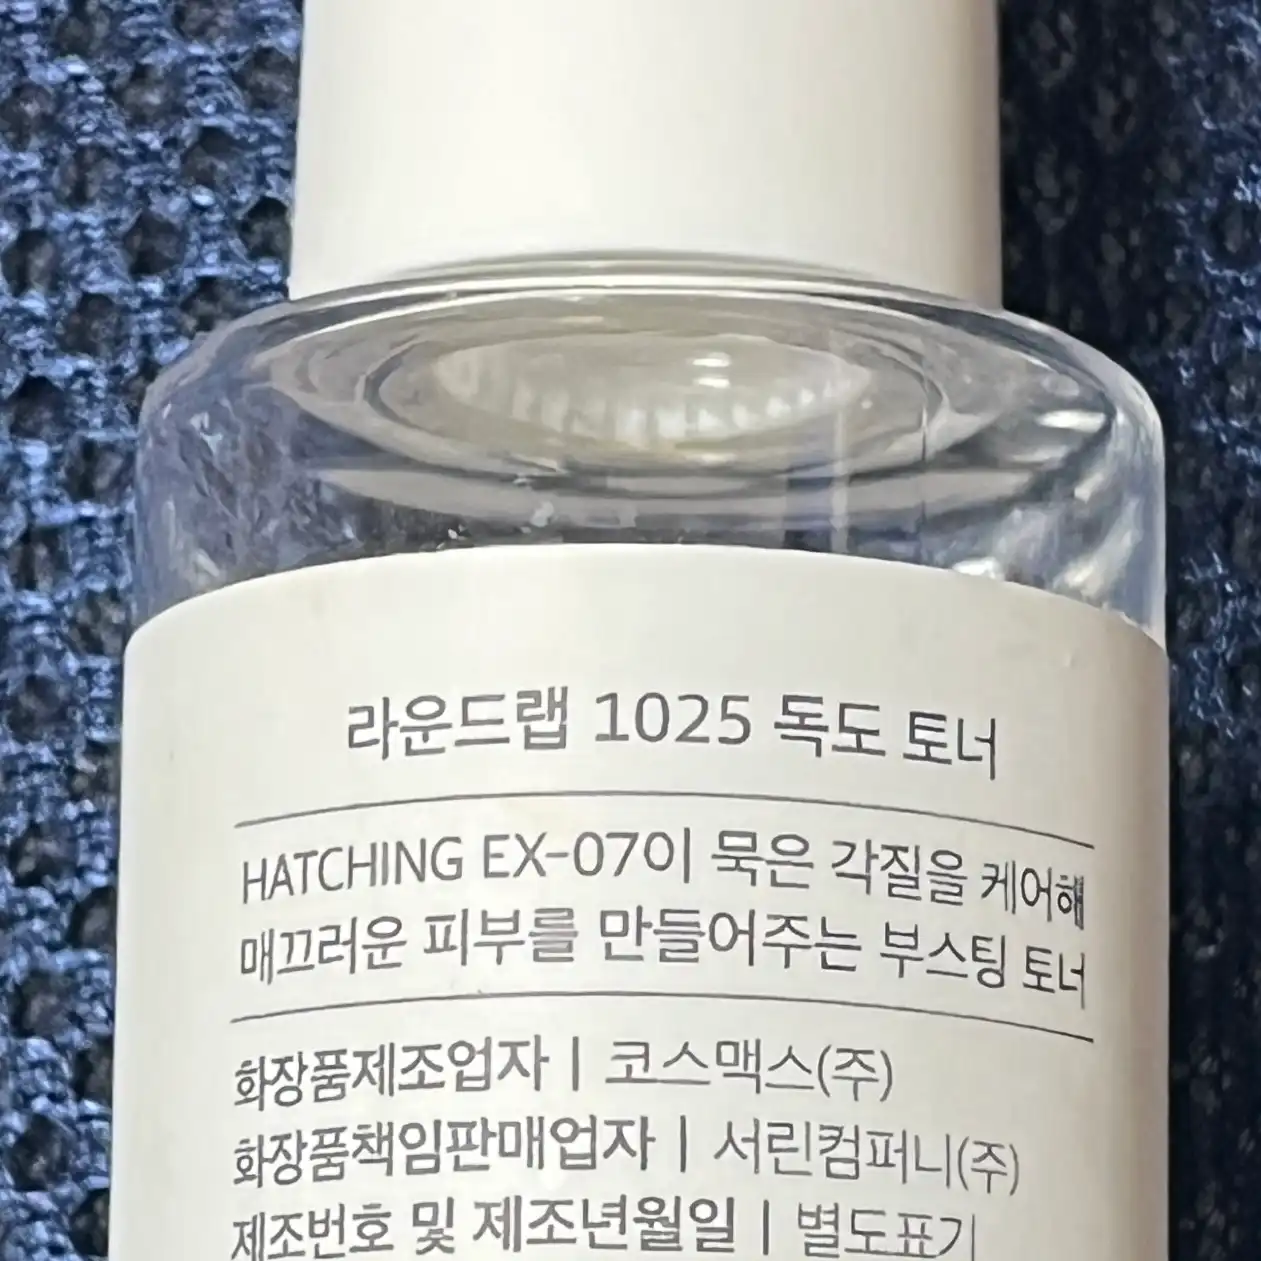 라운드랩 1025 독도 토너
HATCHING EX-07이 묵은 각질을 케어해
매끄러운 피부를 만들어주는 부스팅 토너
화장품제조업자 | 코스맥스(주)
화장품책임판매업자 | 서린컴퍼니(주)
제조번호 및 제조년월일 | 별도표기